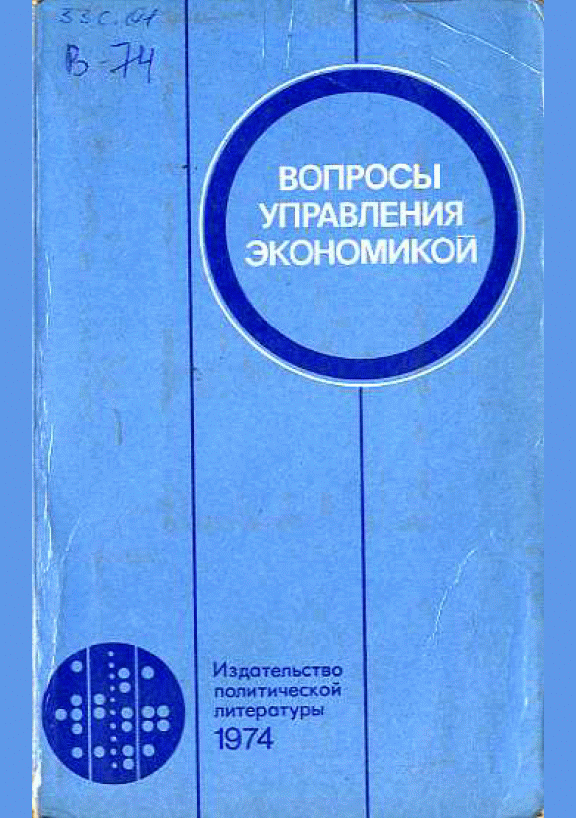 33С.01
В-74
ВОПРОСЫ
УПРАВЛЕНИЯ
ЭКОНОМИКОЙ
Издательство
политической
литературы
1974